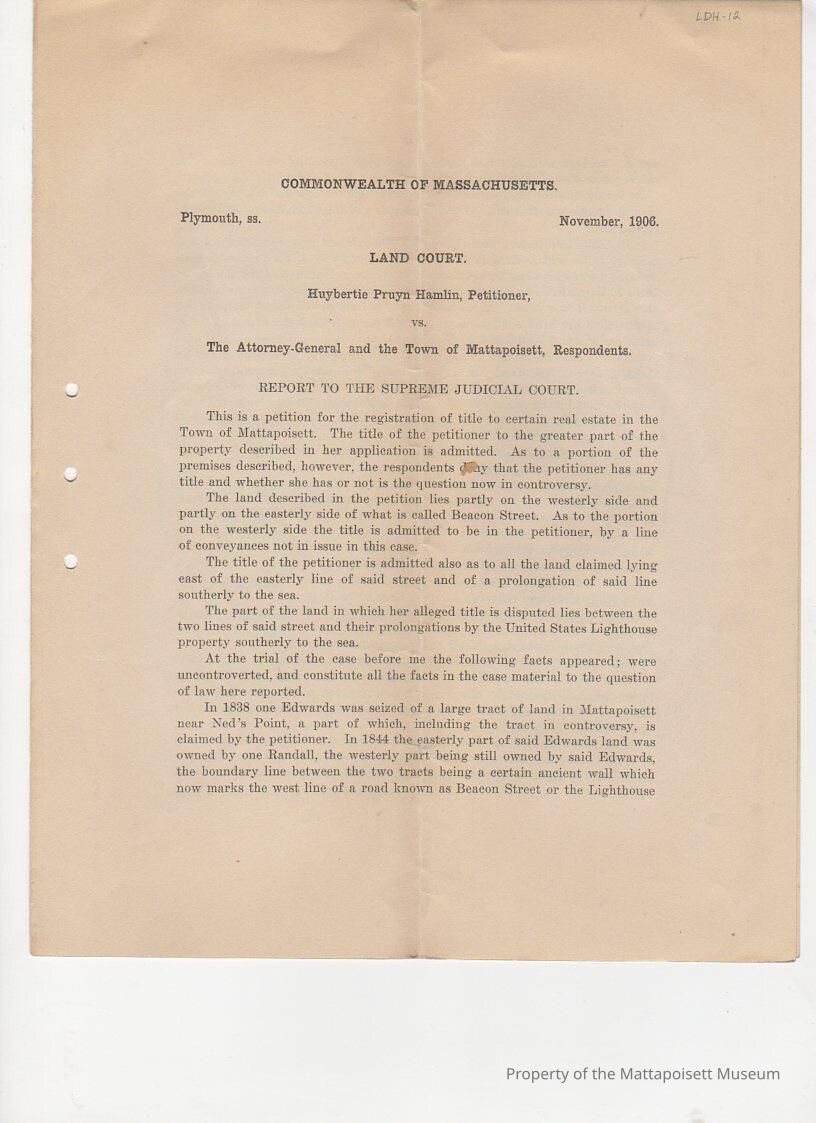 LDH-12
COMMONWEALTH OF MASSACHUSETTS.
Plymouth, ss. November, 1906.
LAND COURT.
Huybertie Pruyn Hamlin, Petitioner,
vs.
The Attorney-General and the Town of Mattapoisett, Respondents.
REPORT TO THE SUPREME JUDICIAL COURT.
This is a petition for the registration of title to certain real estate in the
Town of Mattapoisett. The title of the petitioner to the greater part of the
property described in her application is admitted. As to a portion of the
premises described, however, the respondents deny that the petitioner has any
title and whether she has or not is the question now in controversy.
The land described in the petition lies partly on the westerly side and
partly on the easterly side of what is called Beacon Street. As to the portion
on the westerly side the title is admitted to be in the petitioner, by a line
of conveyances not in issue in this case.
The title of the petitioner is admitted also as to all the land claimed lying
east of the easterly line of said street and of a prolongation of said line
southerly to the sea.
The part of the land in which her alleged title is disputed lies between the
two lines of said street and their prolongations by the United States Lighthouse
property southerly to the sea.
At the trial of the case before me the following facts appeared; were
uncontroverted, and constitute all the facts in the case material to the question
of law here reported.
In 1838 one Edwards was seized of a large tract of land in Mattapoisett
near Ned's Point, a part of which, including the tract in controversy, is
claimed by the petitioner. In 1844 the easterly part of said Edwards land was
owned by one Randall, the westerly part being still owned by said Edwards,
the boundary line between the two tracts being a certain ancient wall which
now marks the west line of a road known as Beacon Street or the Lighthouse
Property of the Mattapoisett Museum